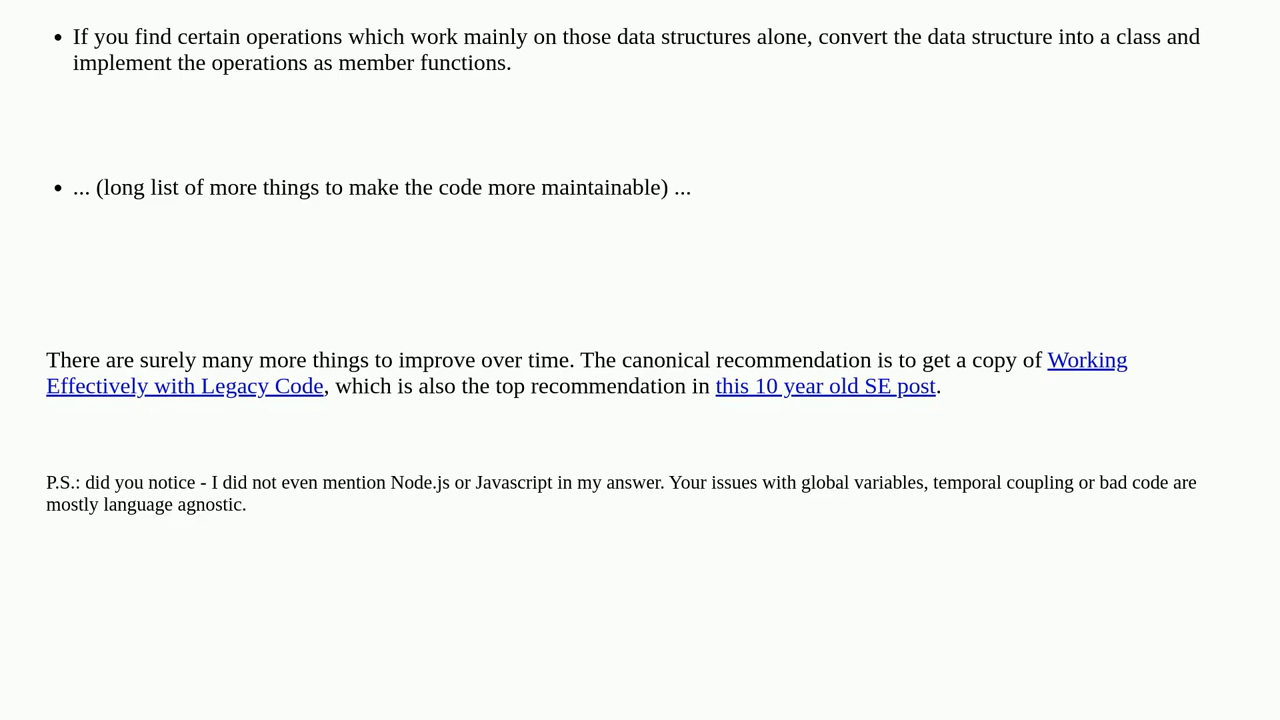 • If you find certain operations which work mainly on those data structures alone, convert the data structure into a class and
implement the operations as member functions.
• ... (long list of more things to make the code more maintainable) ...
There are surely many more things to improve over time. The canonical recommendation is to get a copy of Working
Effectively with Legacy Code, which is also the top recommendation in this 10 year old SE post.
P.S.: did you notice - I did not even mention Node.js or Javascript in my answer. Your issues with global variables, temporal coupling or bad code are
mostly language agnostic.